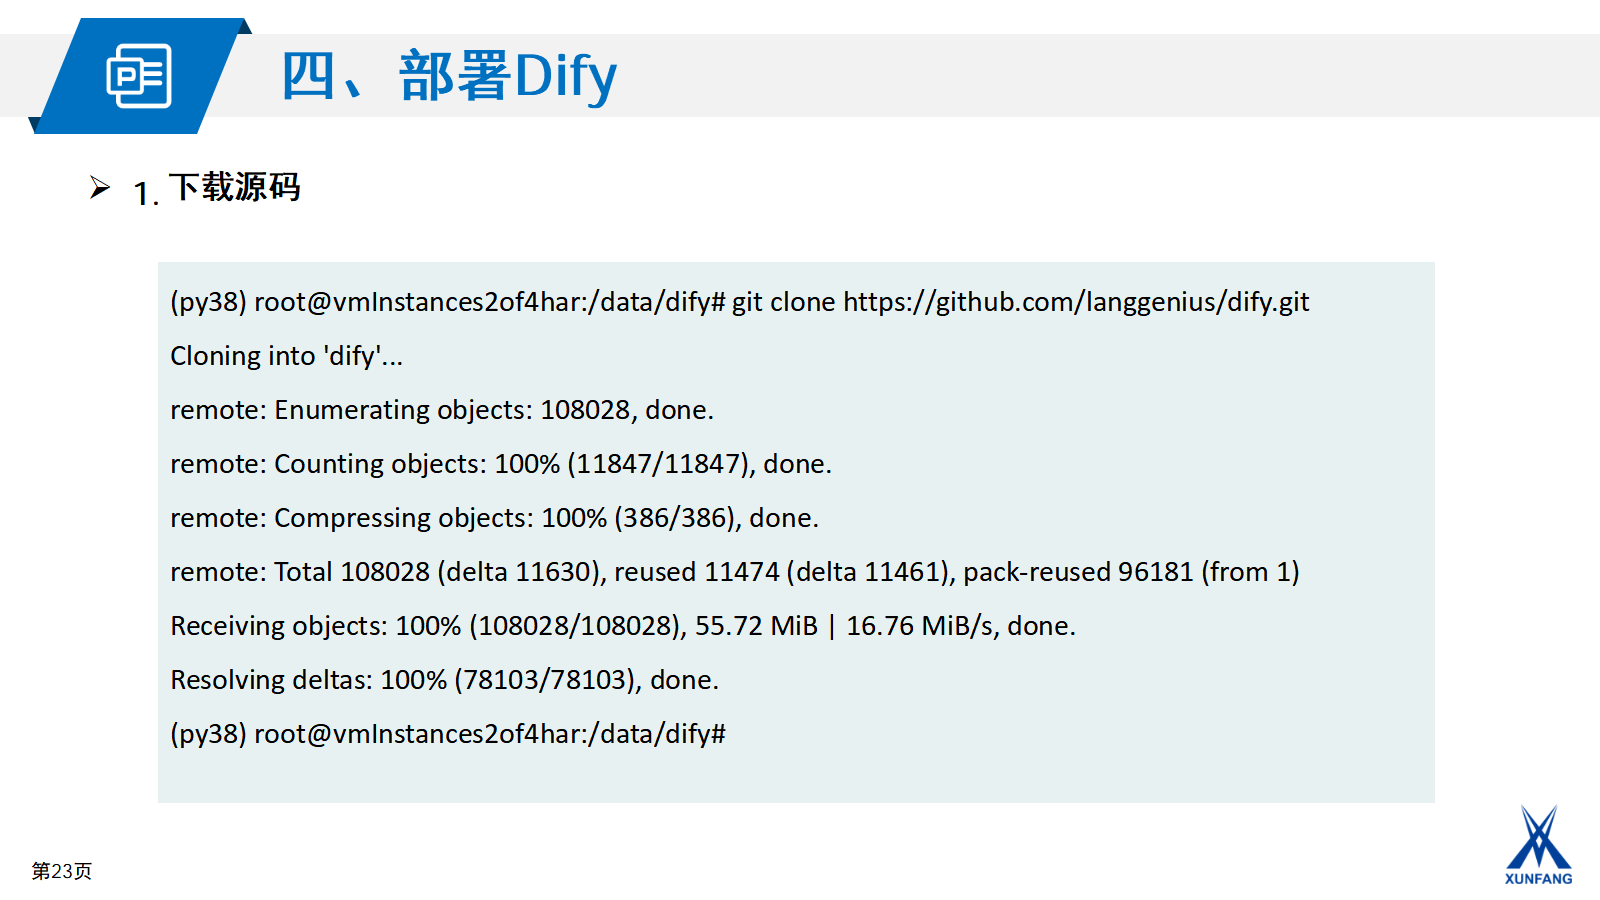 四、部署Dify
1. 下载源码
(py38) root@vmInstances2of4har:/data/dify# git clone https://github.com/langgenius/dify.git
Cloning into 'dify'...
remote: Enumerating objects: 108028, done.
remote: Counting objects: 100% (11847/11847), done.
remote: Compressing objects: 100% (386/386), done.
remote: Total 108028 (delta 11630), reused 11474 (delta 11461), pack-reused 96181 (from 1)
Receiving objects: 100% (108028/108028), 55.72 MiB | 16.76 MiB/s, done.
Resolving deltas: 100% (78103/78103), done.
(py38) root@vmInstances2of4har:/data/dify#
第23页
XUNFANG